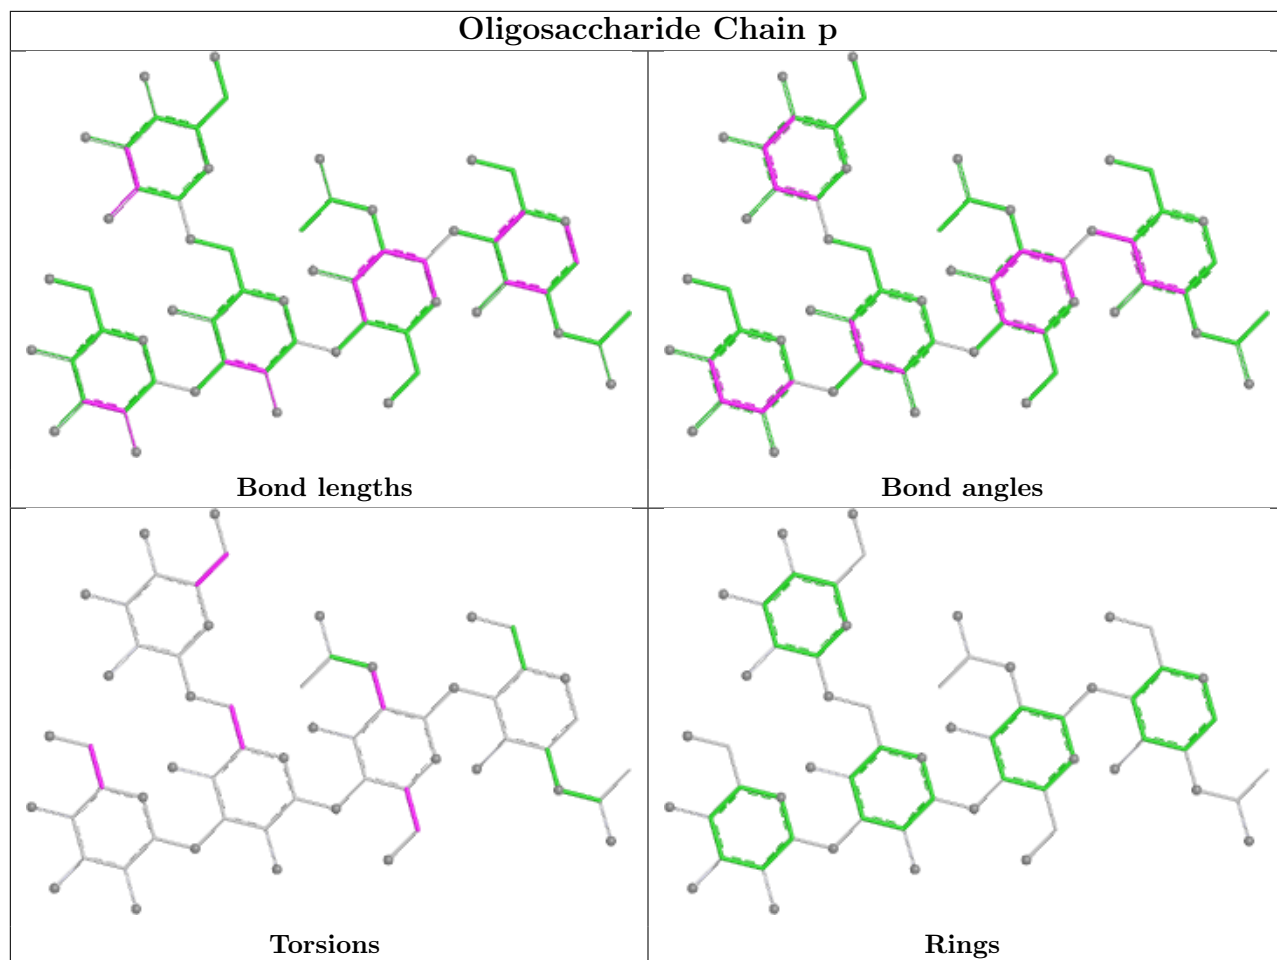 Oligosaccharide Chain p
Bond lengths
Bond angles
Torsions
Rings